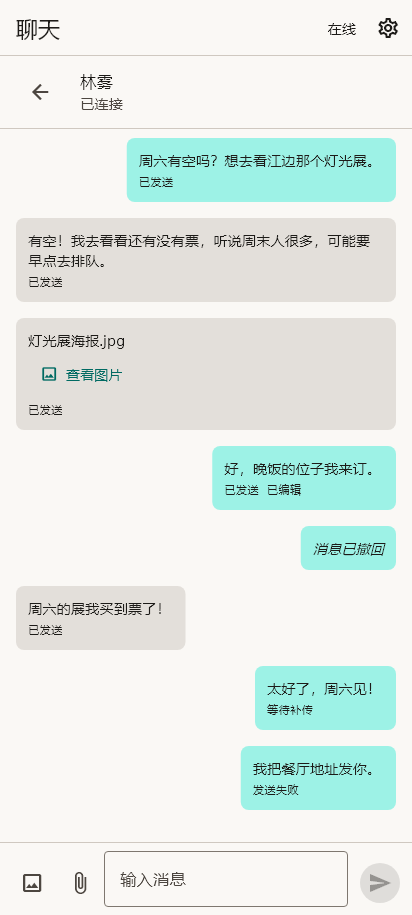 聊天
在线
林雾
已连接
周六有空吗？想去看江边那个灯光展。
已发送
有空！我去看看还有没有票，听说周末人很多，可能要
早点去排队。
已发送
灯光展海报.jpg
查看图片
已发送
好，晚饭的位子我来订。
已发送 已编辑
消息已撤回
周六的展我买到票了！
已发送
太好了，周六见！
等待补传
我把餐厅地址发你。
发送失败
输入消息